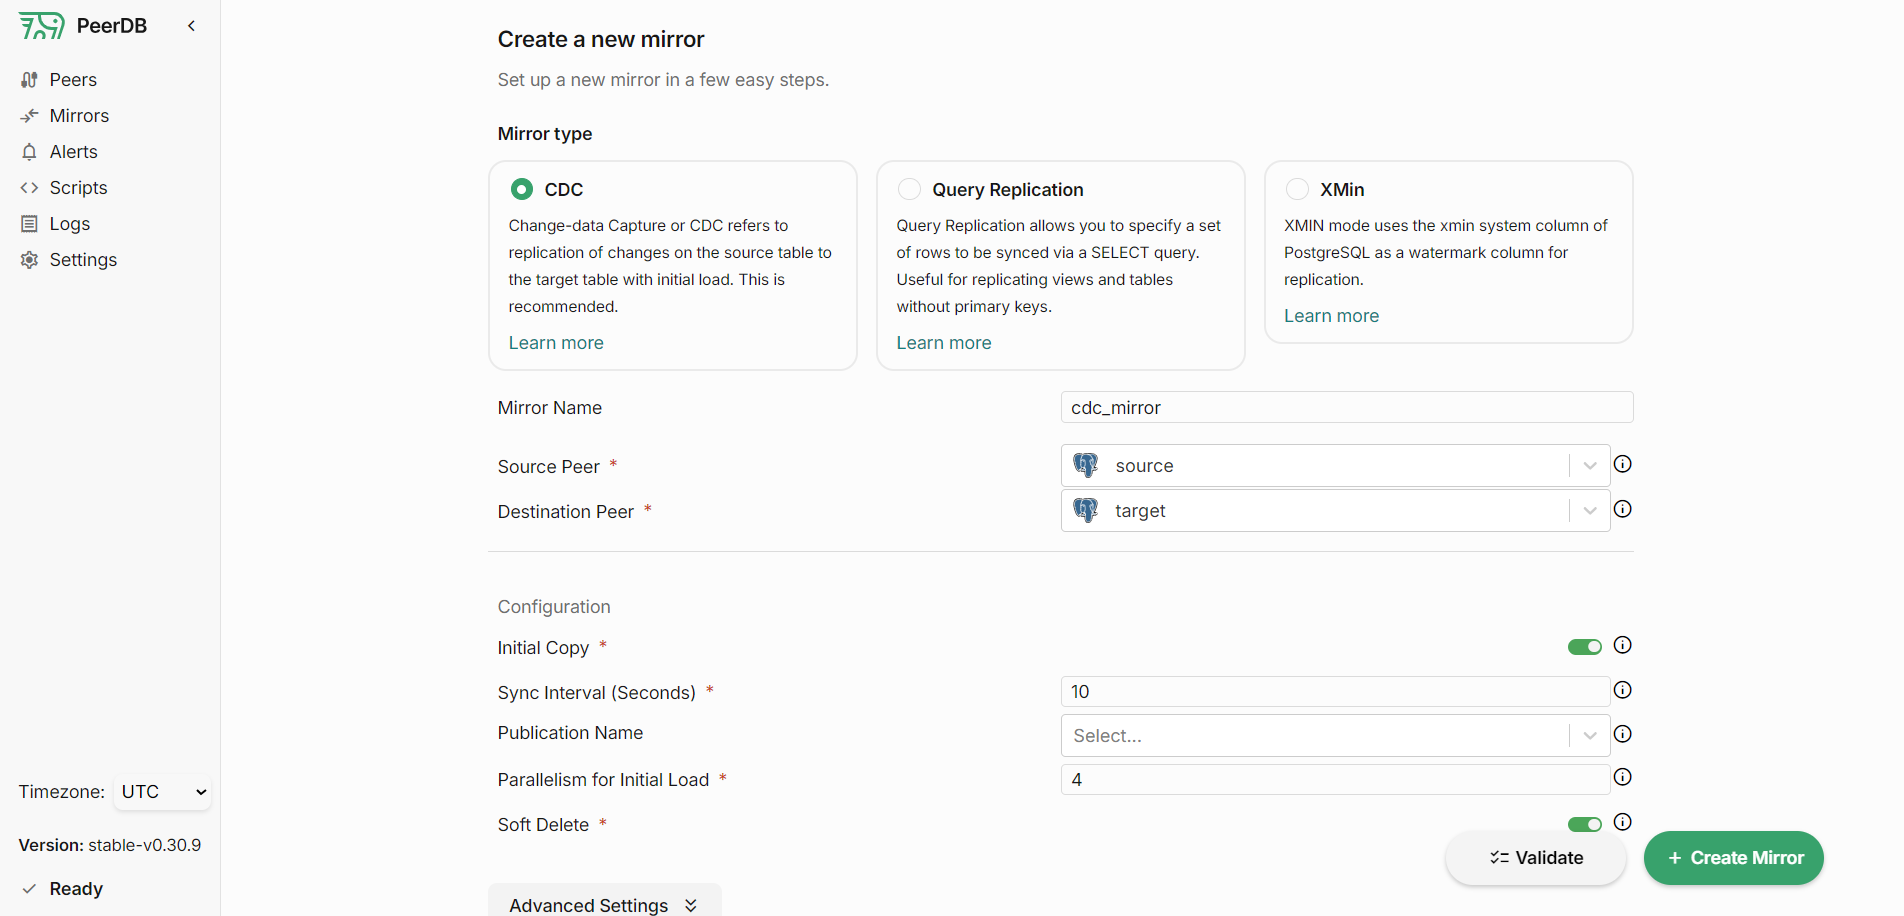 PeerDB
Peers
Mirrors
Alerts
Scripts
Logs
Settings
Timezone: UTC
Version: stable-v0.30.9
Ready
Create a new mirror
Set up a new mirror in a few easy steps.
Mirror type
CDC
Change-data Capture or CDC refers to
replication of changes on the source table to
the target table with initial load. This is
recommended.
Learn more
Query Replication
Query Replication allows you to specify a set
of rows to be synced via a SELECT query.
Useful for replicating views and tables
without primary keys.
Learn more
XMin
XMIN mode uses the xmin system column of
PostgreSQL as a watermark column for
replication.
Learn more
Mirror Name cdc_mirror
Source Peer * source
Destination Peer * target
Configuration
Initial Copy *
Sync Interval (Seconds) * 10
Publication Name Select...
Parallelism for Initial Load * 4
Soft Delete *
Validate
+ Create Mirror
Advanced Settings